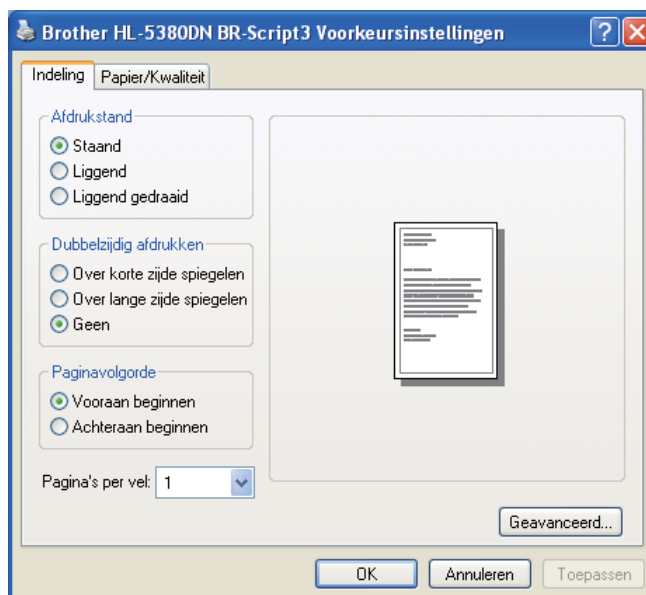 Brother HL-5380DN BR-Script3 Voorkeursinstellingen
Indeling
Papier/Kwaliteit
Afdrukstand
Staand
Liggend
Liggend gedraaid
Dubbelzijdig afdrukken
Over korte zijde spiegelen
Over lange zijde spiegelen
Geen
Paginavolgorde
Vooraan beginnen
Achteraan beginnen
Pagina's per vel: 1
Geavanceerd...
OK
Annuleren
Toepassen